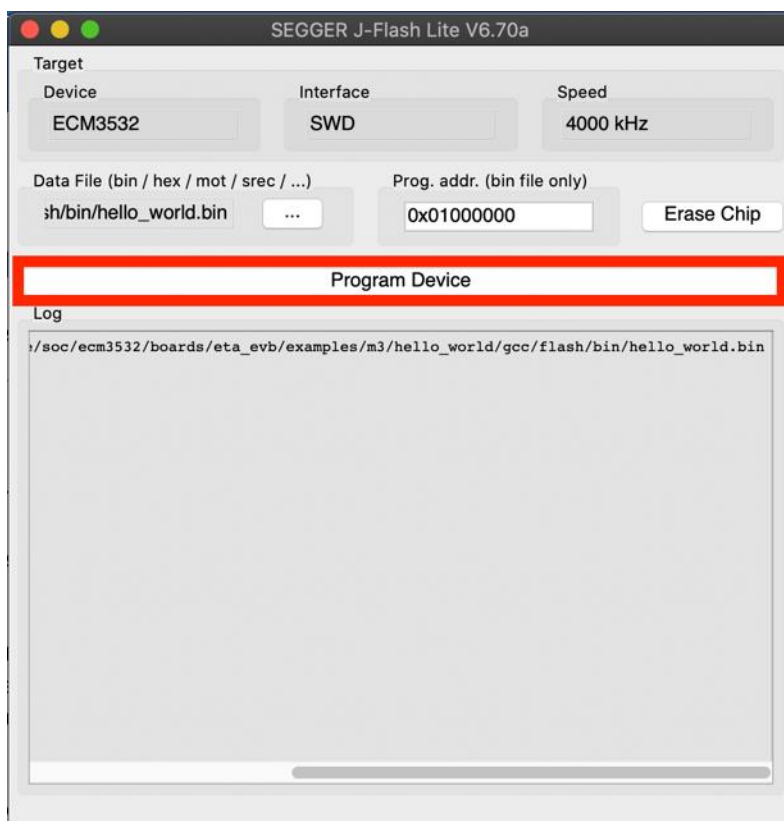 SEGGER J-Flash Lite V6.70a
Target
Device Interface Speed
ECM3532 SWD 4000 kHz
Data File (bin / hex / mot / srec / ...) Prog. addr. (bin file only)
sh/bin/hello_world.bin ... 0x01000000 Erase Chip
Program Device
Log
e/soc/ecm3532/boards/eta_evb/examples/m3/hello_world/gcc/flash/bin/hello_world.bin